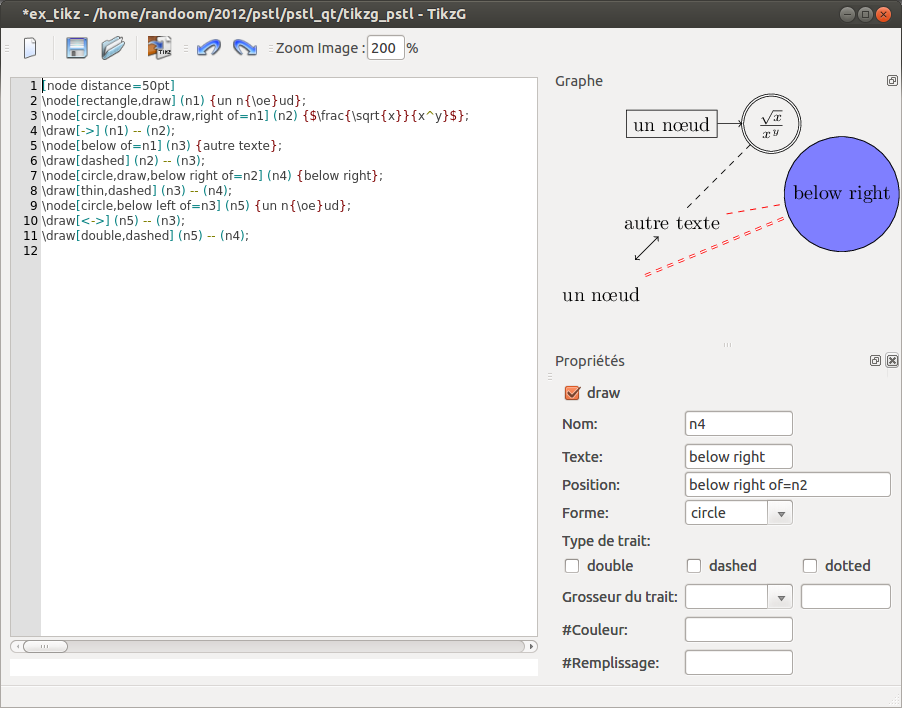 *ex_tikz - /home/randoom/2012/pstl/pstl_qt/tikzg_pstl - TikzG
TikZ
Zoom Image : 200 %
1 [node distance=50pt]
2 \node[rectangle,draw] (n1) {un n{\oe}ud};
3 \node[circle,double,draw,right of=n1] (n2) {$\frac{\sqrt{x}}{x^y}$};
4 \draw[->] (n1) -- (n2);
5 \node[below of=n1] (n3) {autre texte};
6 \draw[dashed] (n2) -- (n3);
7 \node[circle,draw,below right of=n2] (n4) {below right};
8 \draw[thin,dashed] (n3) -- (n4);
9 \node[circle,below left of=n3] (n5) {un n{\oe}ud};
10 \draw[<->] (n5) -- (n3);
11 \draw[double,dashed] (n5) -- (n4);
12
Graphe
un nœud
√x
x^y
below right
autre texte
un nœud
Propriétés
draw
Nom: n4
Texte: below right
Position: below right of=n2
Forme: circle
Type de trait:
double dashed dotted
Grosseur du trait:
#Couleur:
#Remplissage: